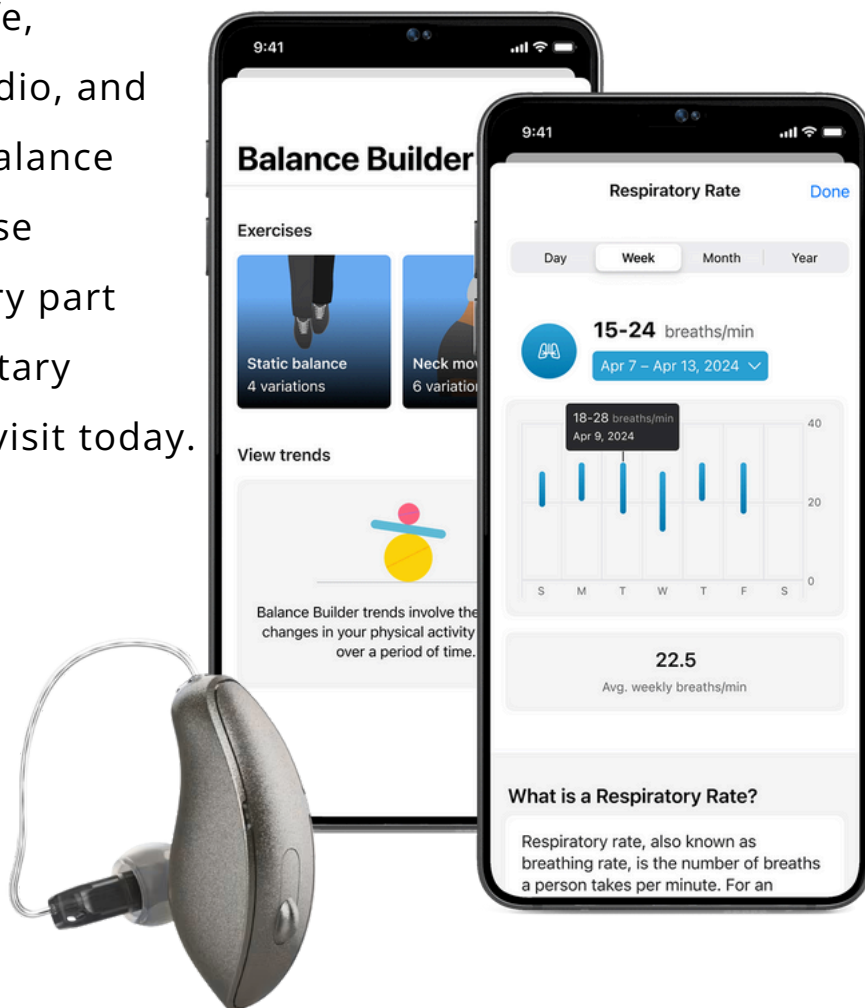 dio, and
alance
se
ry part
tary
visit today.
9:41
Balance Builder
Exercises
Static balance
4 variations
Neck mo
6 variation
View trends
Balance Builder trends involve the
changes in your physical activity
over a period of time.
9:41
Respiratory Rate
Done
Day
Week
Month
Year
15-24 breaths/min
Apr 7 – Apr 13, 2024
18-28 breaths/min
Apr 9, 2024
40
20
0
S M T W T F S
22.5
Avg. weekly breaths/min
What is a Respiratory Rate?
Respiratory rate, also known as
breathing rate, is the number of breaths
a person takes per minute. For an